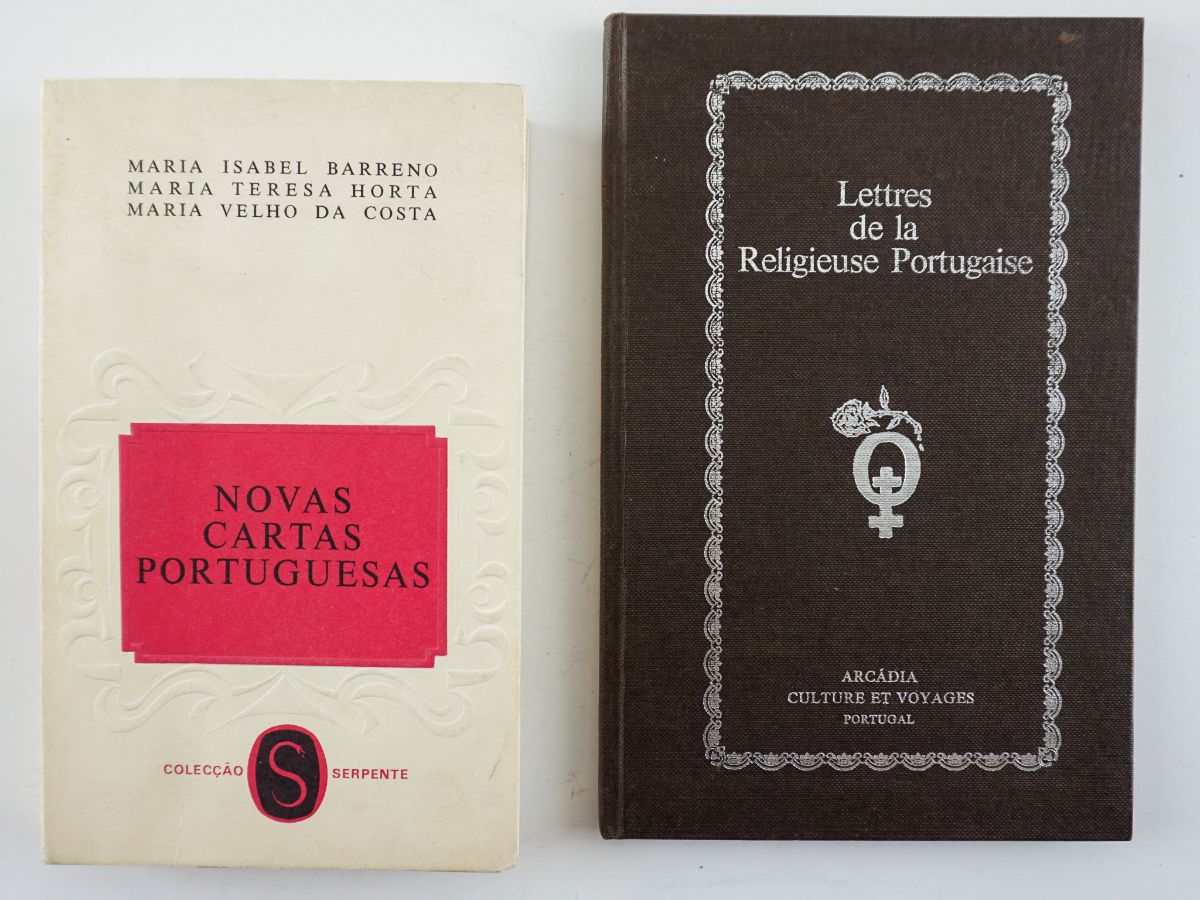 MARIA ISABEL BARRENO
MARIA TERESA HORTA
MARIA VELHO DA COSTA
NOVAS
CARTAS
PORTUGUESAS
COLECÇÃO S SERPENTE
Lettres
de la
Religieuse Portugaise
ARCÁDIA
CULTURE ET VOYAGES
PORTUGAL